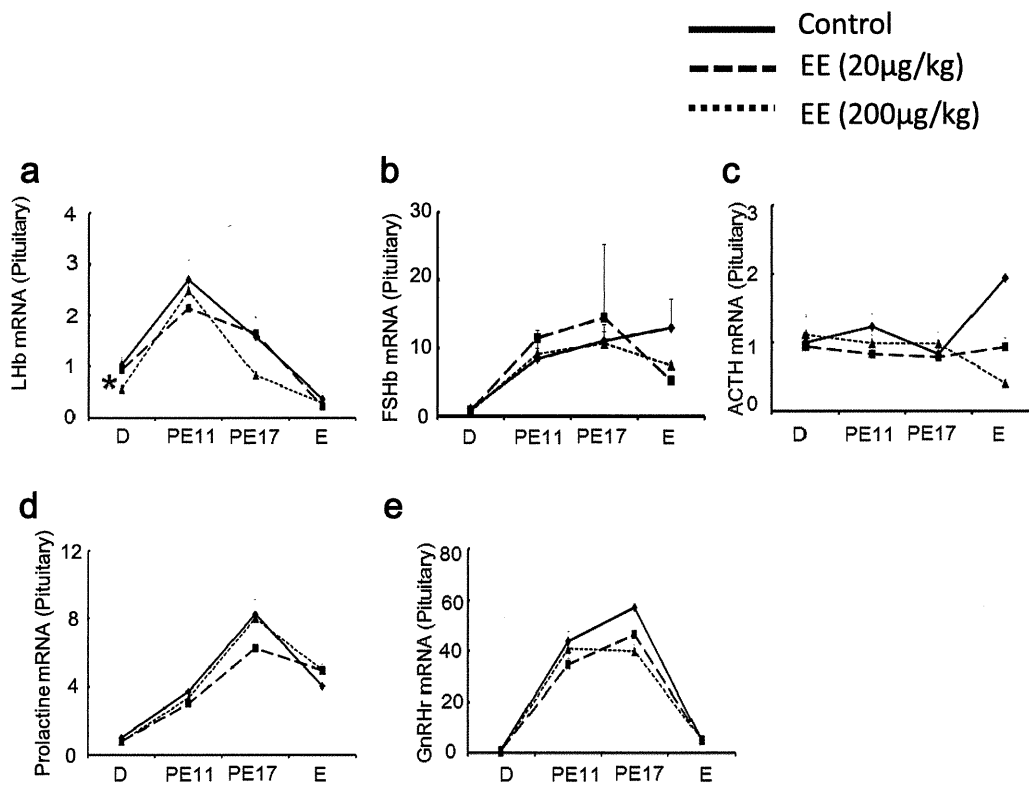 Control
EE (20µg/kg)
EE (200µg/kg)
a
LHb mRNA (Pituitary)
4
3
2
1
0
*
D PE11 PE17 E
b
FSHb mRNA (Pituitary)
30
20
10
0
D PE11 PE17 E
c
ACTH mRNA (Pituitary)
3
2
1
0
D PE11 PE17 E
d
Prolactine mRNA (Pituitary)
12
8
4
0
D PE11 PE17 E
e
GnRHr mRNA (Pituitary)
80
60
40
20
0
D PE11 PE17 E